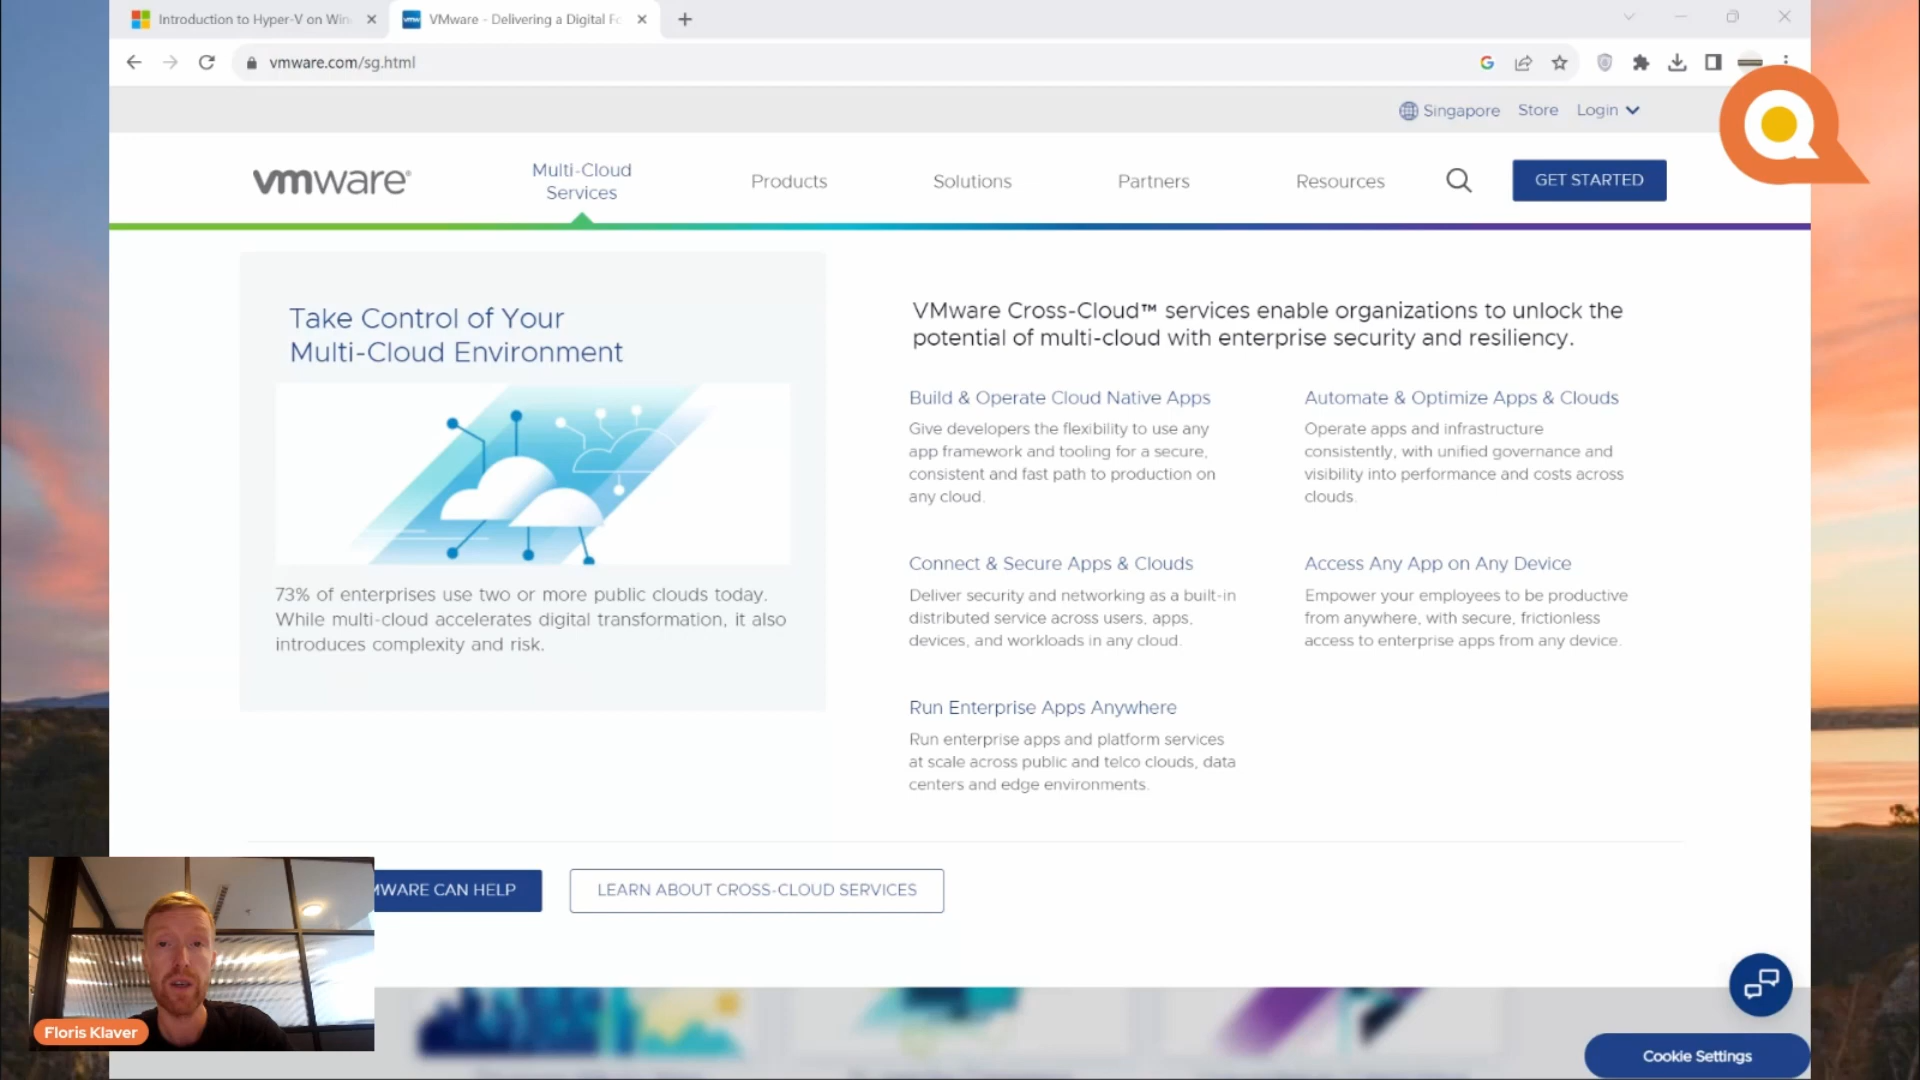 Introduction to Hyper-V on Win
VMware - Delivering a Digital Fo
vmware.com/sg.html
Singapore Store Login
vmware
Multi-Cloud
Services
Products
Solutions
Partners
Resources
GET STARTED
Take Control of Your
Multi-Cloud Environment
73% of enterprises use two or more public clouds today.
While multi-cloud accelerates digital transformation, it also
introduces complexity and risk.
VMware Cross-Cloud™ services enable organizations to unlock the
potential of multi-cloud with enterprise security and resiliency.
Build & Operate Cloud Native Apps
Give developers the flexibility to use any
app framework and tooling for a secure,
consistent and fast path to production on
any cloud.
Automate & Optimize Apps & Clouds
Operate apps and infrastructure
consistently, with unified governance and
visibility into performance and costs across
clouds.
Connect & Secure Apps & Clouds
Deliver security and networking as a built-in
distributed service across users, apps,
devices, and workloads in any cloud.
Access Any App on Any Device
Empower your employees to be productive
from anywhere, with secure, frictionless
access to enterprise apps from any device.
Run Enterprise Apps Anywhere
Run enterprise apps and platform services
at scale across public and telco clouds, data
centers and edge environments.
MWARE CAN HELP
LEARN ABOUT CROSS-CLOUD SERVICES
Floris Klaver
Cookie Settings